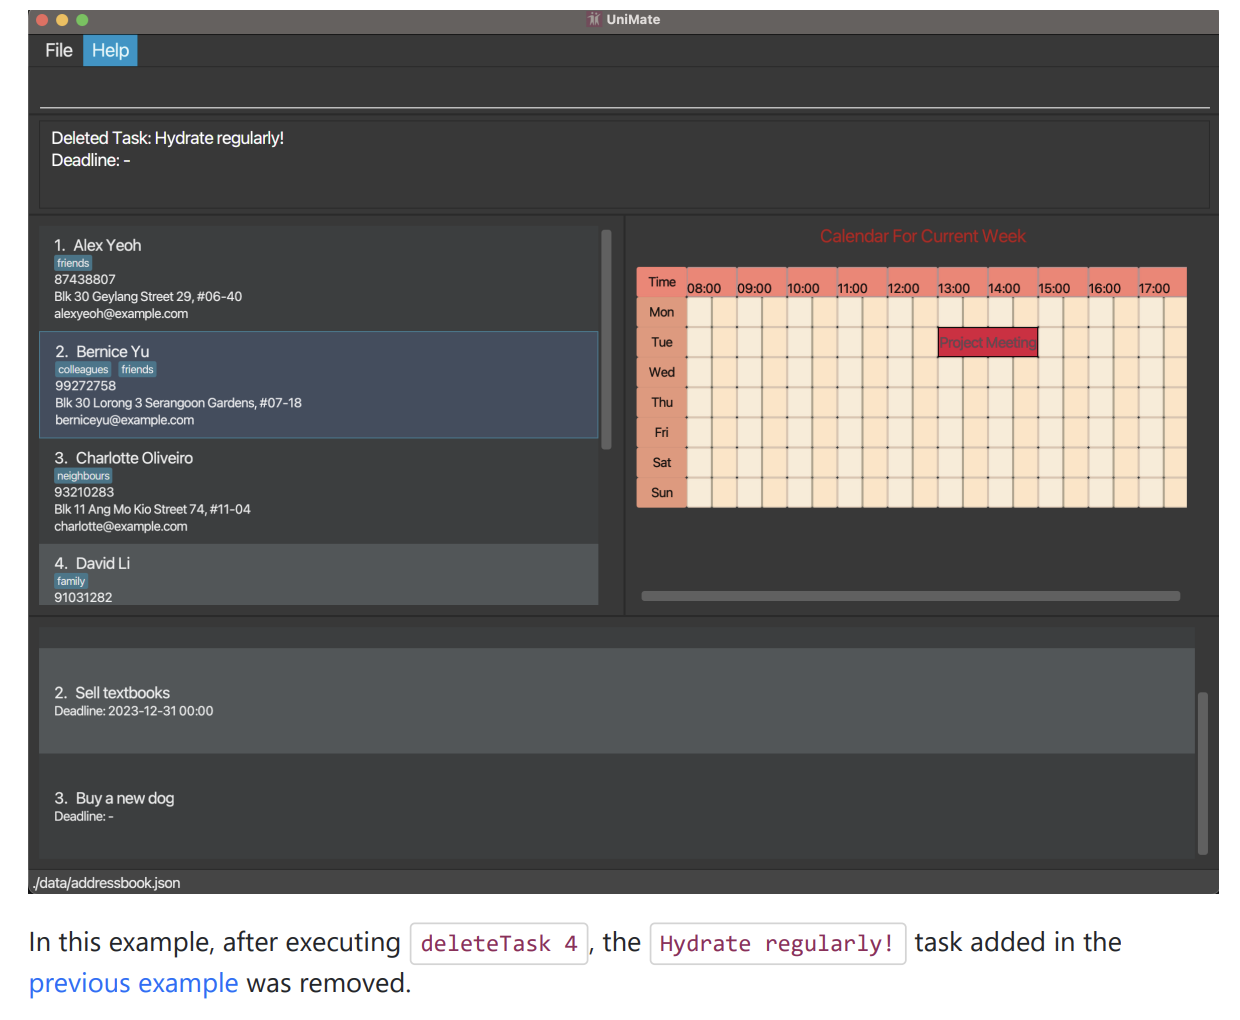 UniMate
File Help
Deleted Task: Hydrate regularly!
Deadline: -
1. Alex Yeoh
friends
87438807
Blk 30 Geylang Street 29, #06-40
alexyeoh@example.com
2. Bernice Yu
colleagues friends
99272758
Blk 30 Lorong 3 Serangoon Gardens, #07-18
berniceyu@example.com
3. Charlotte Oliveiro
neighbours
93210283
Blk 11 Ang Mo Kio Street 74, #11-04
charlotte@example.com
4. David Li
family
91031282
Calendar For Current Week
Time 08:00 09:00 10:00 11:00 12:00 13:00 14:00 15:00 16:00 17:00
Mon
Tue Project Meeting
Wed
Thu
Fri
Sat
Sun
2. Sell textbooks
Deadline: 2023-12-31 00:00
3. Buy a new dog
Deadline: -
./data/addressbook.json
In this example, after executing deleteTask 4, the Hydrate regularly! task added in the
previous example was removed.